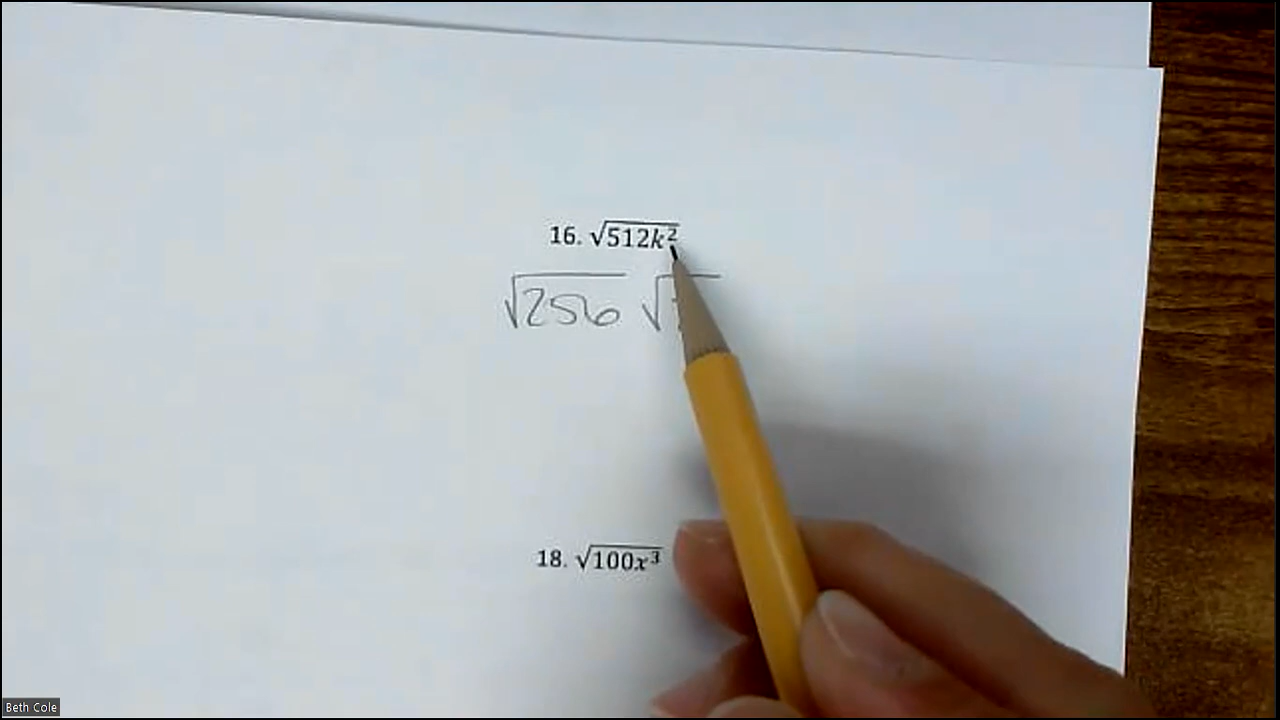 16. √512k²
√256 √
18. √100x³
Beth Cole